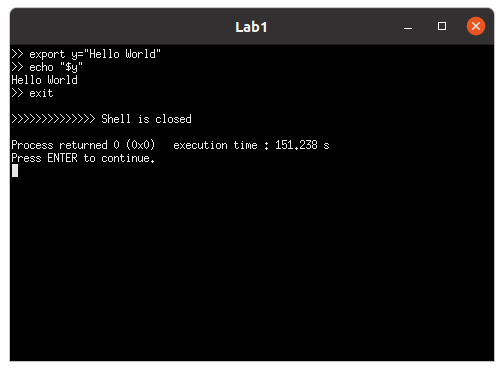 Lab1
>> export y="Hello World"
>> echo "$y"
Hello World
>> exit
>>>>>>>>>>>>>> Shell is closed
Process returned 0 (0x0)   execution time : 151.238 s
Press ENTER to continue.